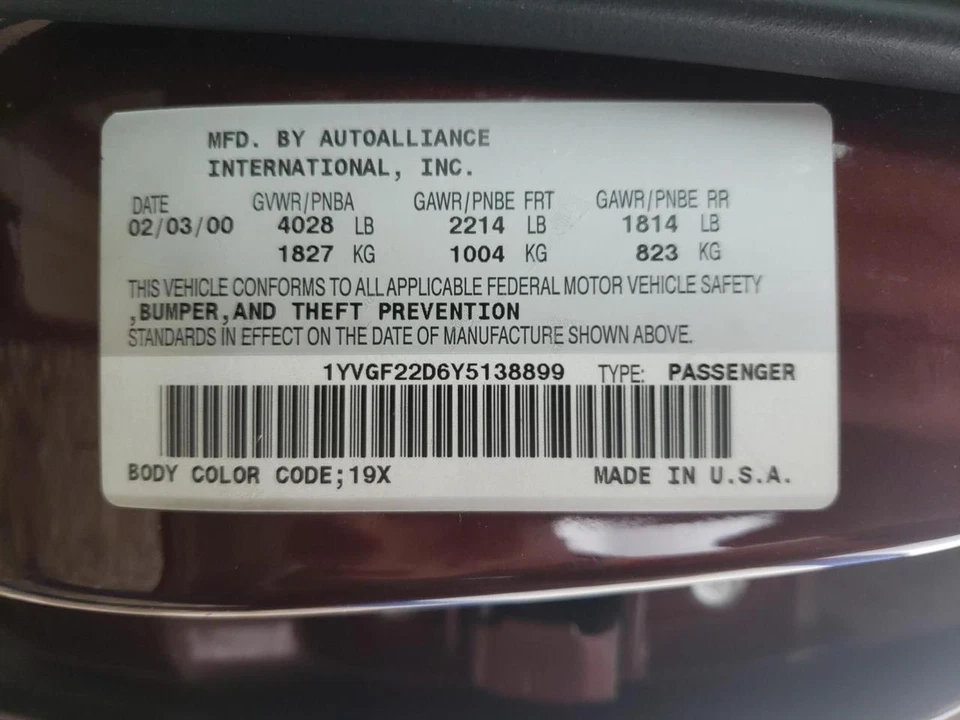 MFD. BY AUTOALLIANCE
INTERNATIONAL, INC.
DATE GVWR/PNBA GAWR/PNBE FRT GAWR/PNBE RR
02/03/00 4028 LB 2214 LB 1814 LB
1827 KG 1004 KG 823 KG
THIS VEHICLE CONFORMS TO ALL APPLICABLE FEDERAL MOTOR VEHICLE SAFETY
,BUMPER,AND THEFT PREVENTION
STANDARDS IN EFFECT ON THE DATE OF MANUFACTURE SHOWN ABOVE.
1YVGF22D6Y5138899 TYPE: PASSENGER
BODY COLOR CODE;19X MADE IN U.S.A.